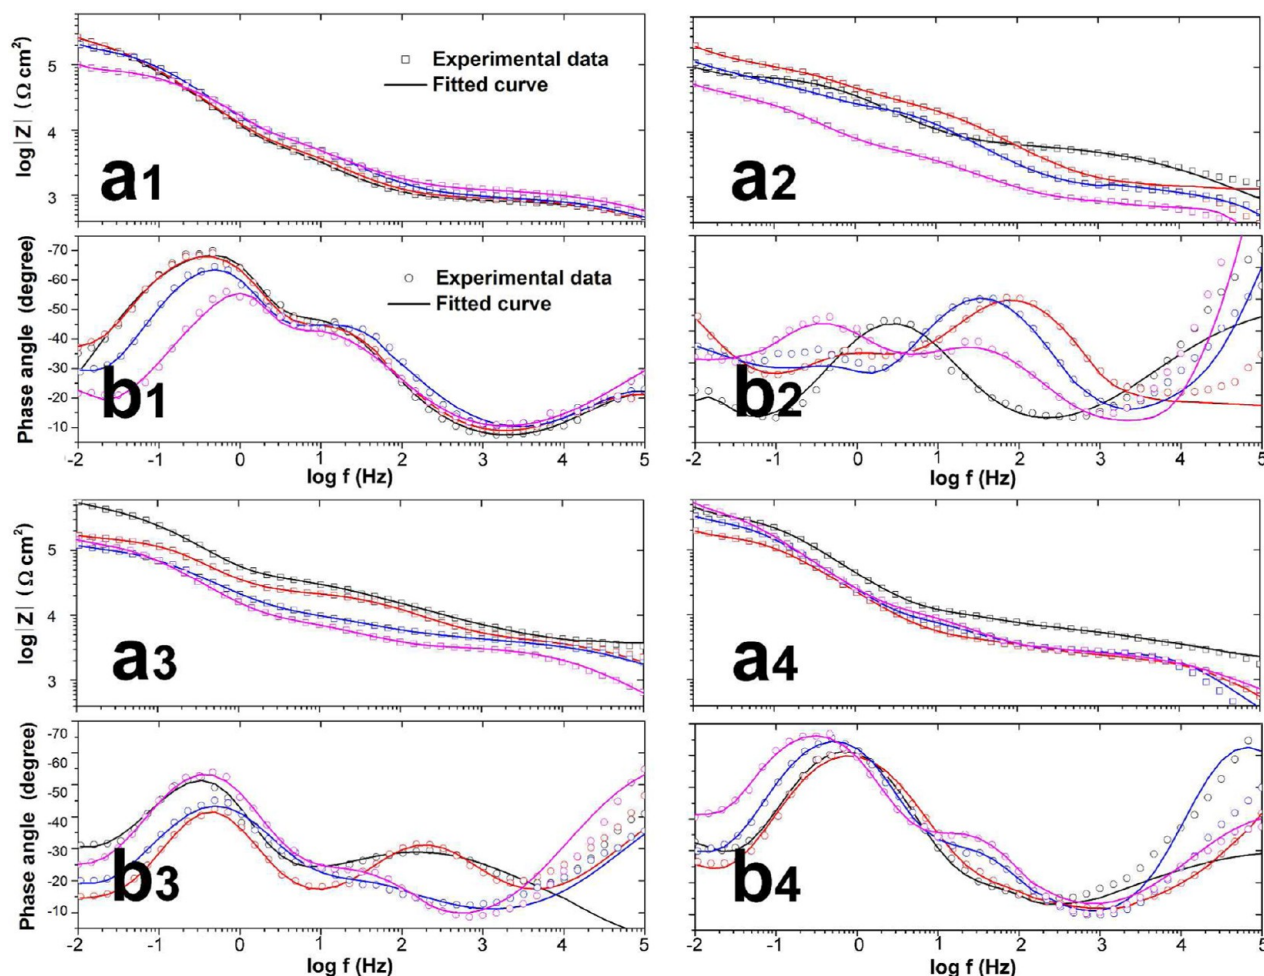 log|Z| (Ω cm²)
5
4
3
Experimental data
Fitted curve
a1
a2
Phase angle (degree)
-70
-60
-50
-40
-30
-20
-10
Experimental data
Fitted curve
b1
b2
-2 -1 0 1 2 3 4 5
log f (Hz)
-2 -1 0 1 2 3 4 5
log f (Hz)
log|Z| (Ω cm²)
5
4
3
a3
a4
Phase angle (degree)
-70
-60
-50
-40
-30
-20
-10
b3
b4
-2 -1 0 1 2 3 4 5
log f (Hz)
-2 -1 0 1 2 3 4 5
log f (Hz)